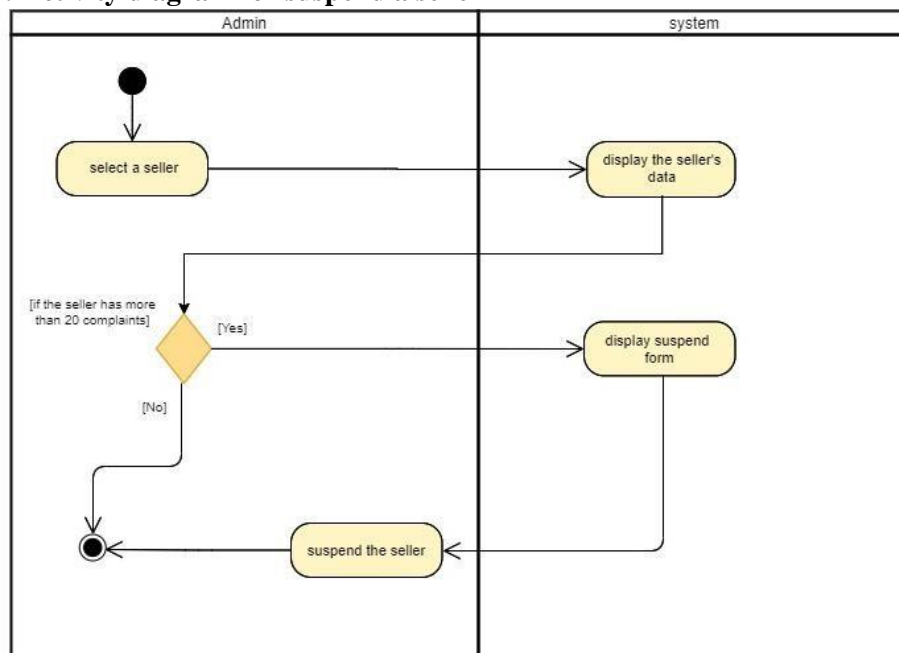 Admin
system
select a seller
display the seller's
data
[if the seller has more
than 20 complaints]
[Yes]
display suspend
form
[No]
suspend the seller